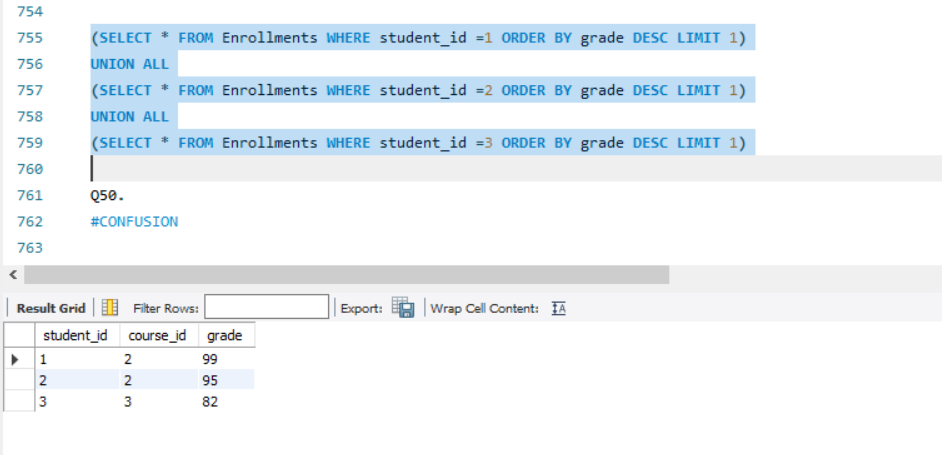 754
755 (SELECT * FROM Enrollments WHERE student_id =1 ORDER BY grade DESC LIMIT 1)
756 UNION ALL
757 (SELECT * FROM Enrollments WHERE student_id =2 ORDER BY grade DESC LIMIT 1)
758 UNION ALL
759 (SELECT * FROM Enrollments WHERE student_id =3 ORDER BY grade DESC LIMIT 1)
760
761 Q50.
762 #CONFUSION
763
Result Grid Filter Rows: Export: Wrap Cell Content: IA
student_id course_id grade
1 2 99
2 2 95
3 3 82